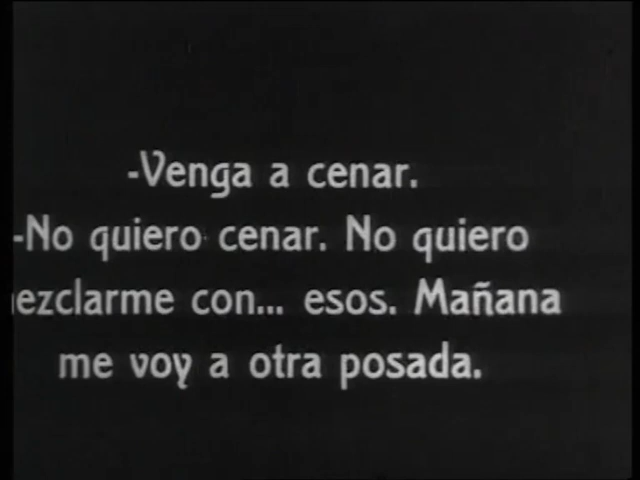 -Venga a cenar.
-No quiero cenar. No quiero
ezclarme con... esos. Mañana
me voy a otra posada.